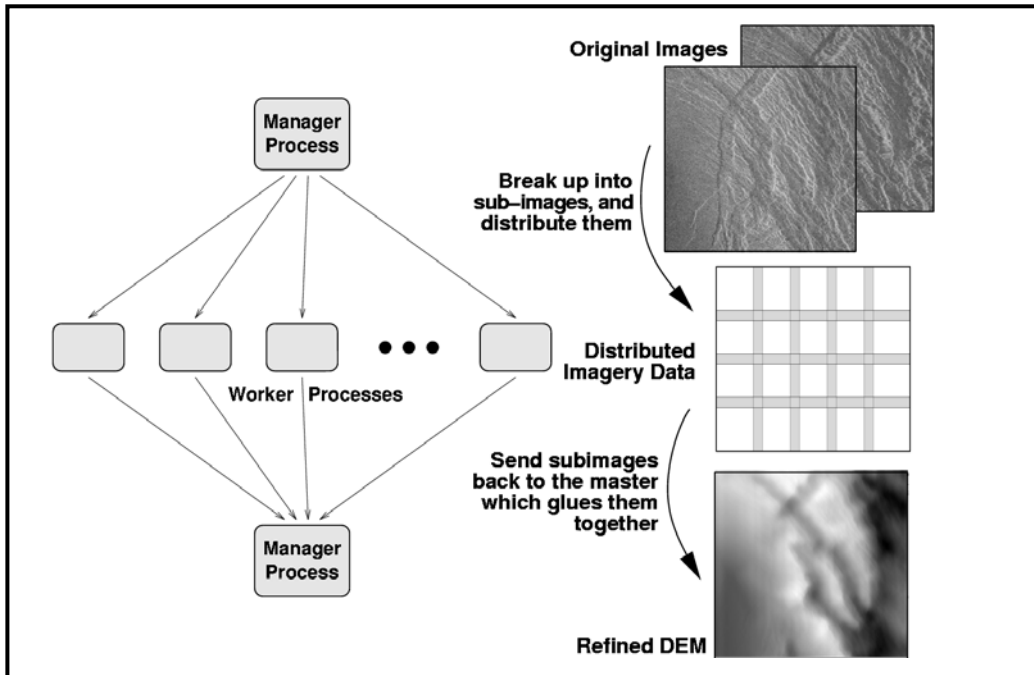 Original Images
Manager
Process
Break up into
sub–images, and
distribute them
Distributed
Imagery Data
Worker Processes
Send subimages
back to the master
which glues them
together
Manager
Process
Refined DEM